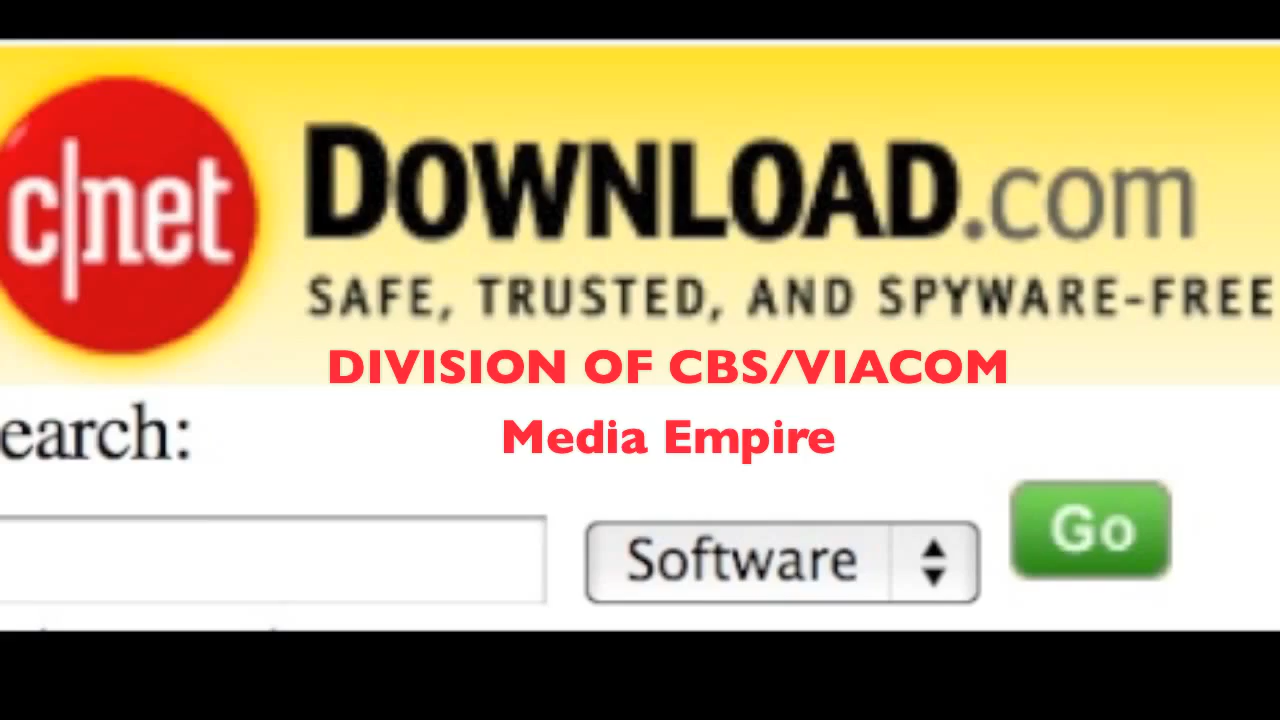 c|net
DOWNLOAD.com
SAFE, TRUSTED, AND SPYWARE-FREE
DIVISION OF CBS/VIACOM
Media Empire
earch:
Software
Go